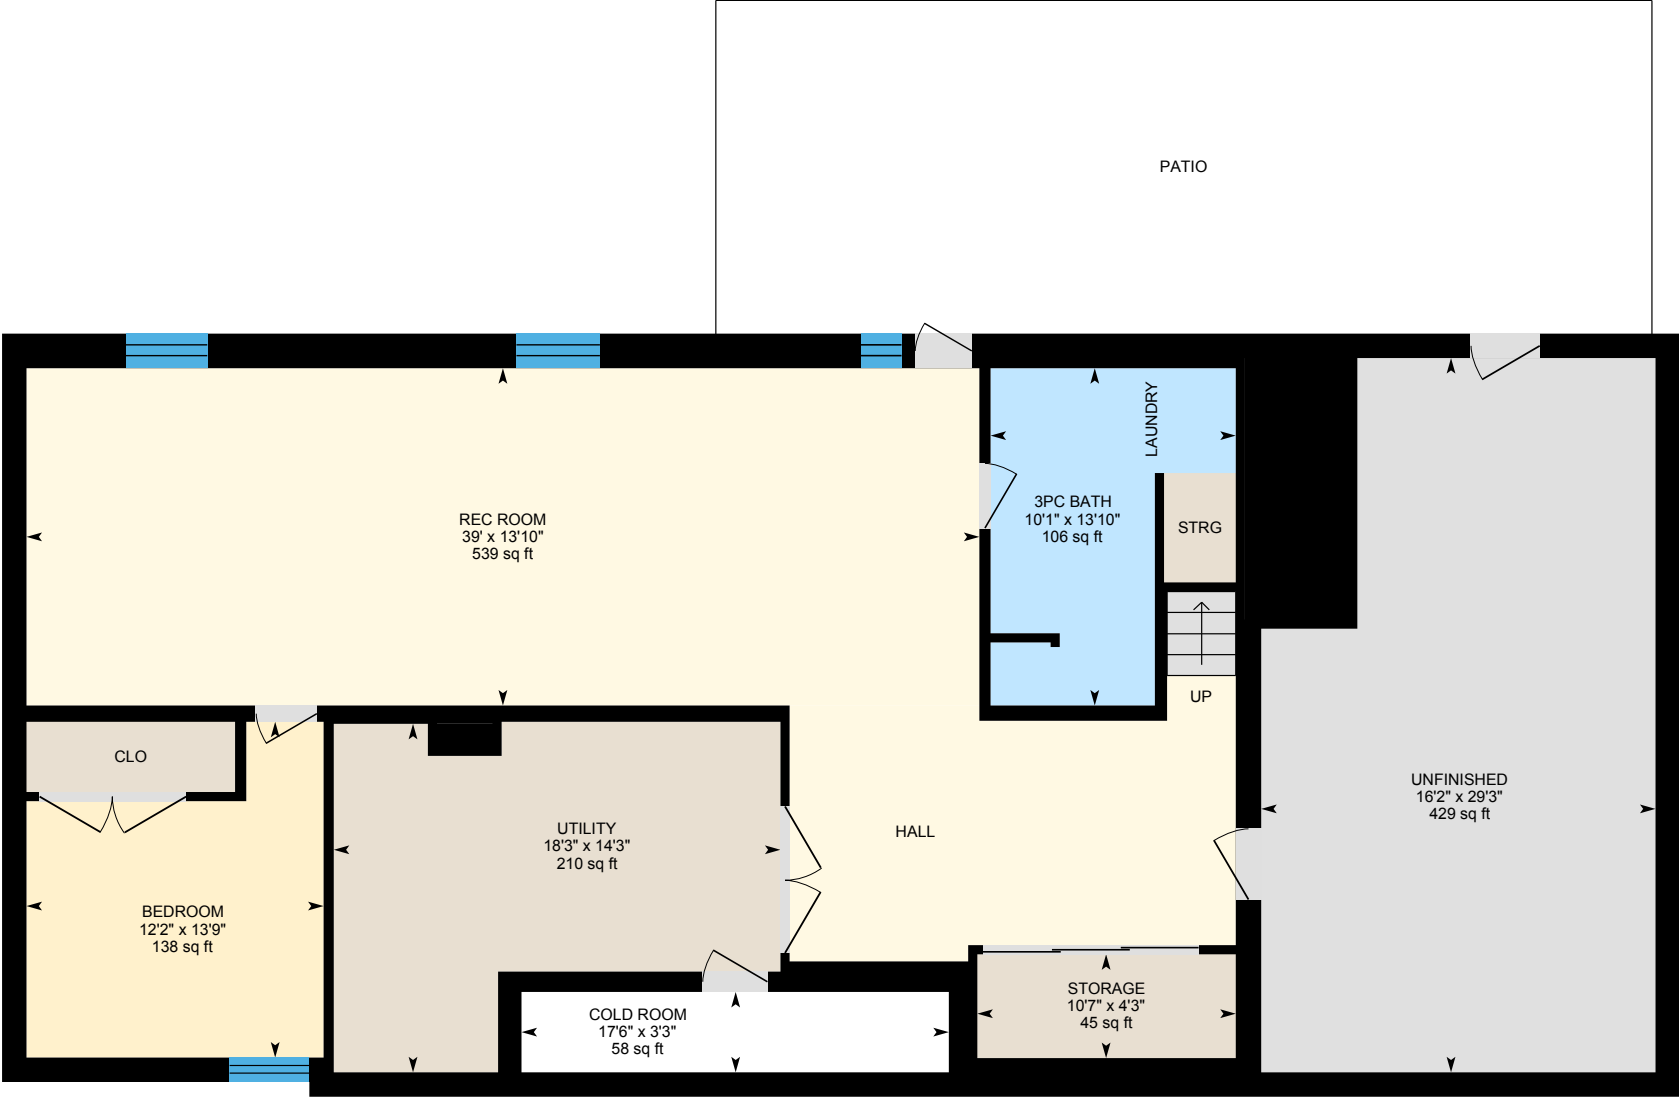 PATIO
LAUNDRY
3PC BATH
10'1" x 13'10"
106 sq ft
REC ROOM
39' x 13'10"
539 sq ft
STRG
UP
CLO
UNFINISHED
16'2" x 29'3"
429 sq ft
UTILITY
18'3" x 14'3"
210 sq ft
HALL
BEDROOM
12'2" x 13'9"
138 sq ft
STORAGE
10'7" x 4'3"
45 sq ft
COLD ROOM
17'6" x 3'3"
58 sq ft